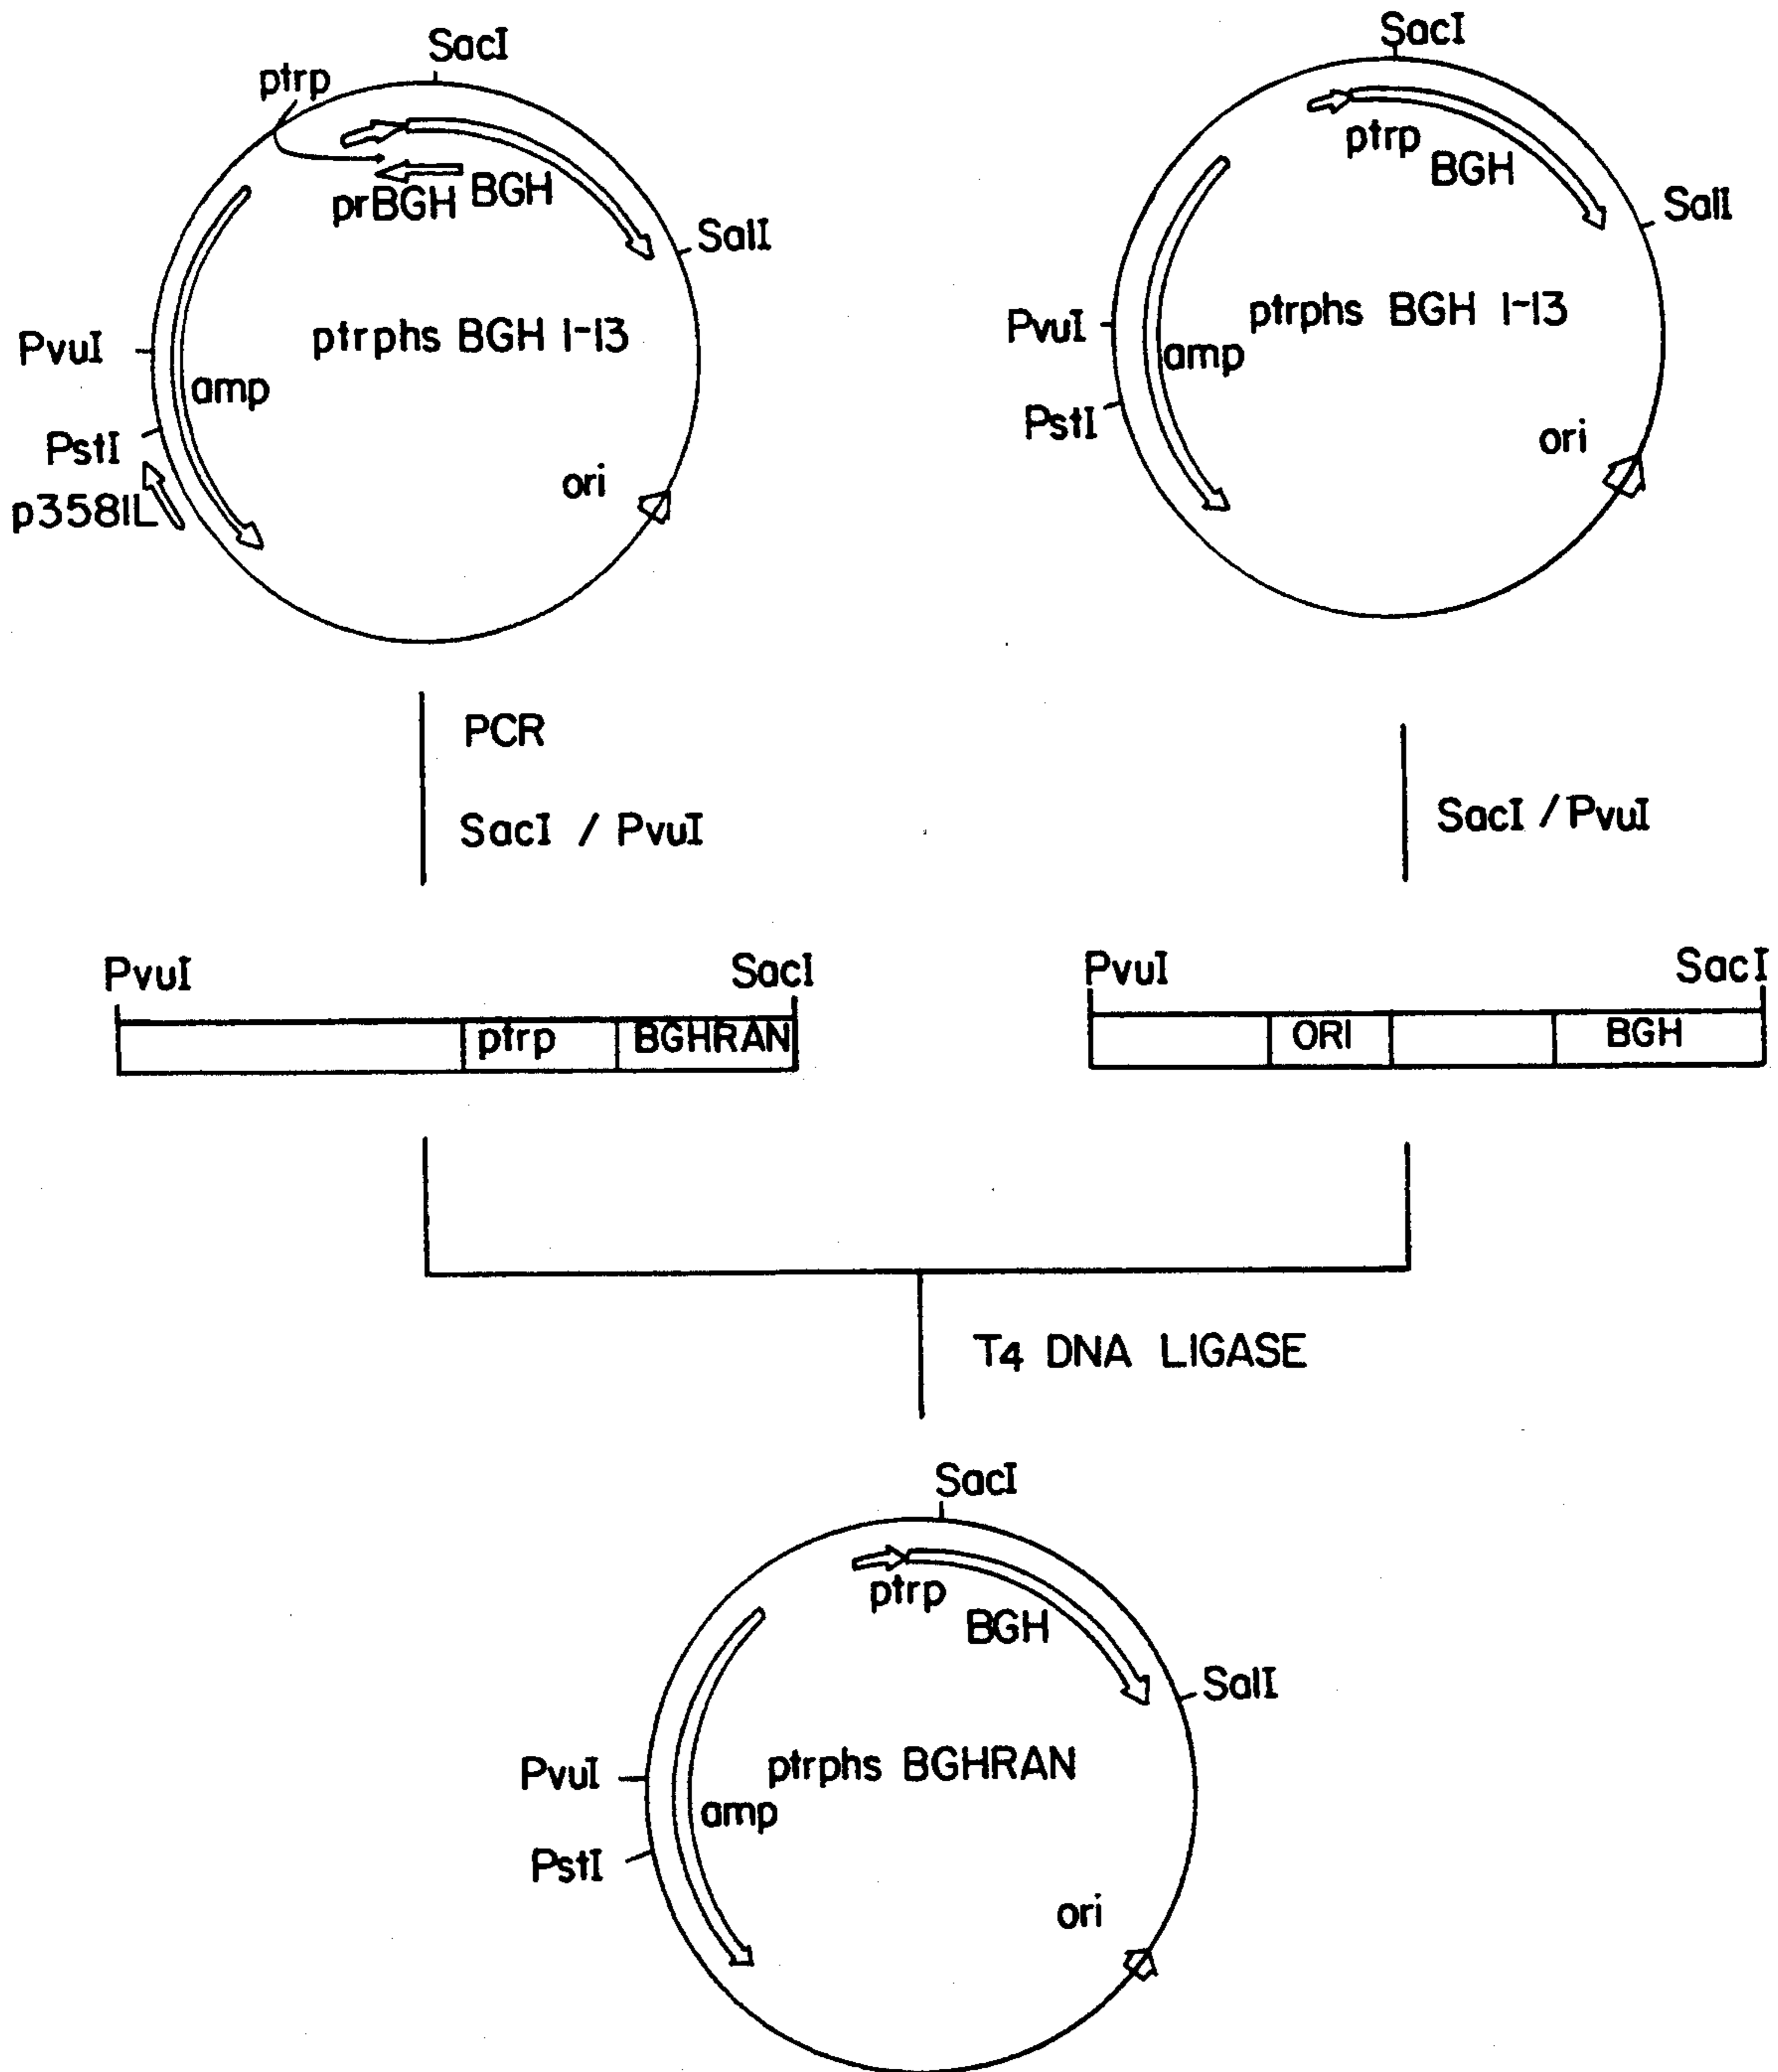 SacI
ptrp
prBGH
BGH
SalI
ptrphs BGH 1-13
PvuI
amp
PstI
p3581L
ori
SacI
ptrp
BGH
SalI
ptrphs BGH 1-13
PvuI
amp
PstI
ori
PCR
SacI / PvuI
SacI / PvuI
PvuI
SacI
ptrp
BGHRAN
PvuI
SacI
ORI
BGH
T4 DNA LIGASE
SacI
ptrp
BGH
SalI
ptrphs BGHRAN
PvuI
amp
PstI
ori